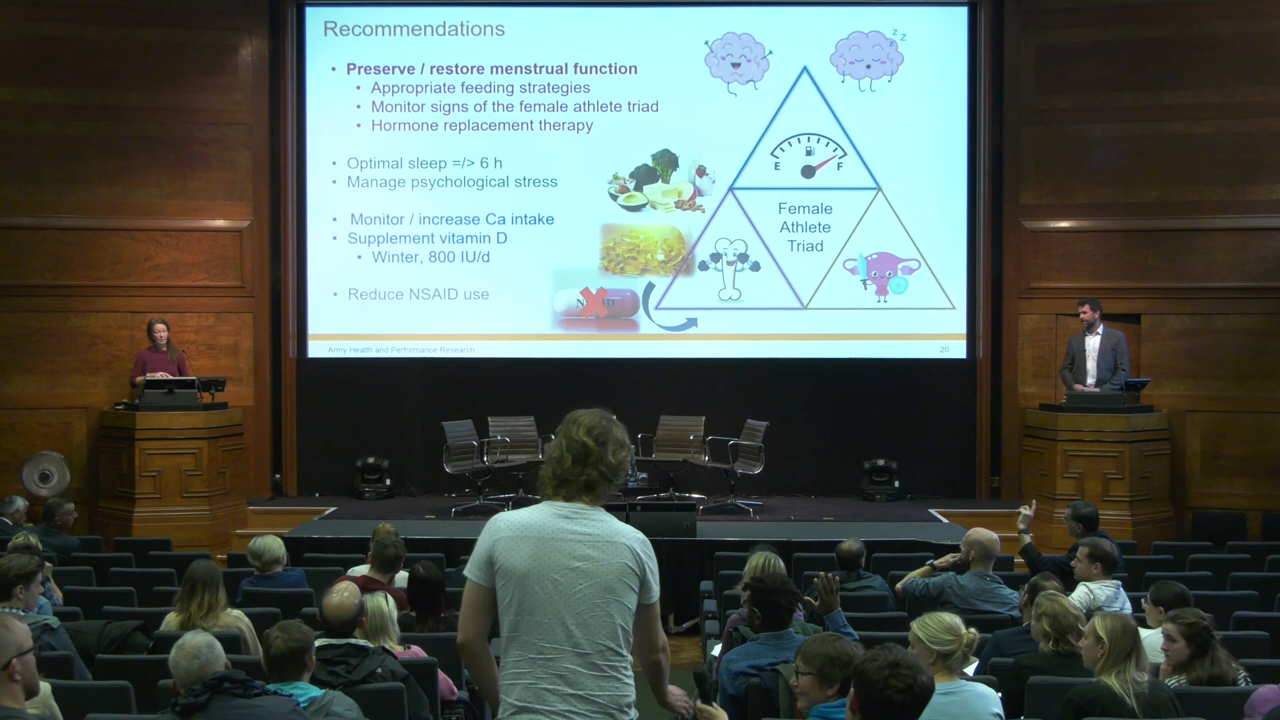 Recommendations
• Preserve / restore menstrual function
• Appropriate feeding strategies
• Monitor signs of the female athlete triad
• Hormone replacement therapy
• Optimal sleep =/> 6 h
• Manage psychological stress
• Monitor / increase Ca intake
• Supplement vitamin D
• Winter, 800 IU/d
• Reduce NSAID use
z z
E F
Female
Athlete
Triad
Army Health and Performance Research
20